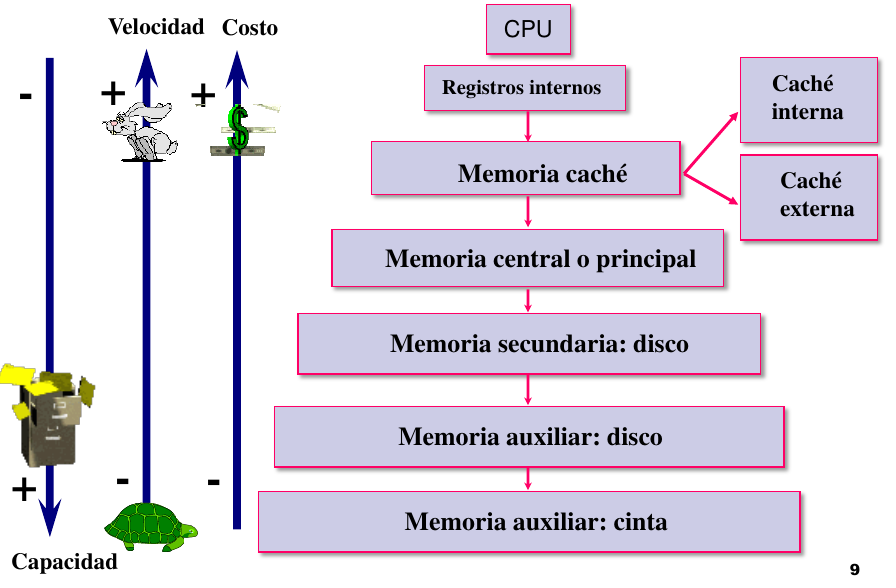 Velocidad
Costo
-
+
+
+
-
-
Capacidad
CPU
Registros internos
Memoria caché
Caché
interna
Caché
externa
Memoria central o principal
Memoria secundaria: disco
Memoria auxiliar: disco
Memoria auxiliar: cinta
$
9